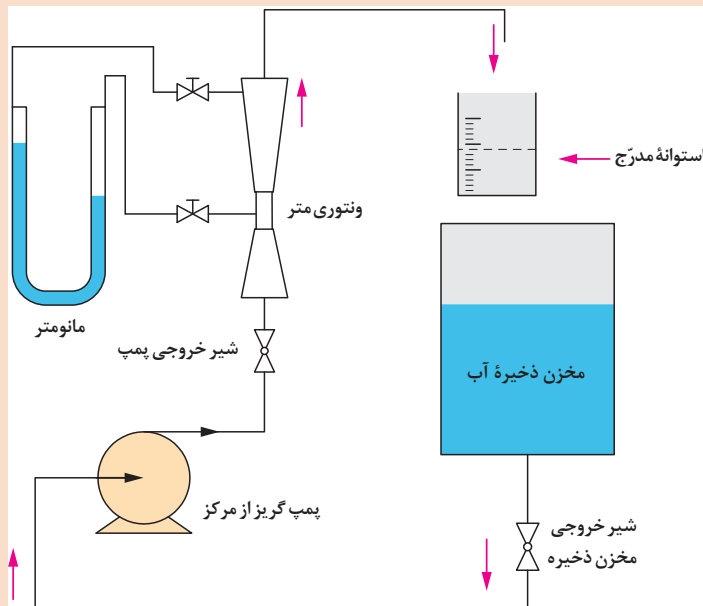 استوانهٔ مدرّج
ونتوری متر
مانومتر
شیر خروجی پمپ
مخزن ذخیرهٔ آب
پمپ گریز از مرکز
شیر خروجی
مخزن ذخیره